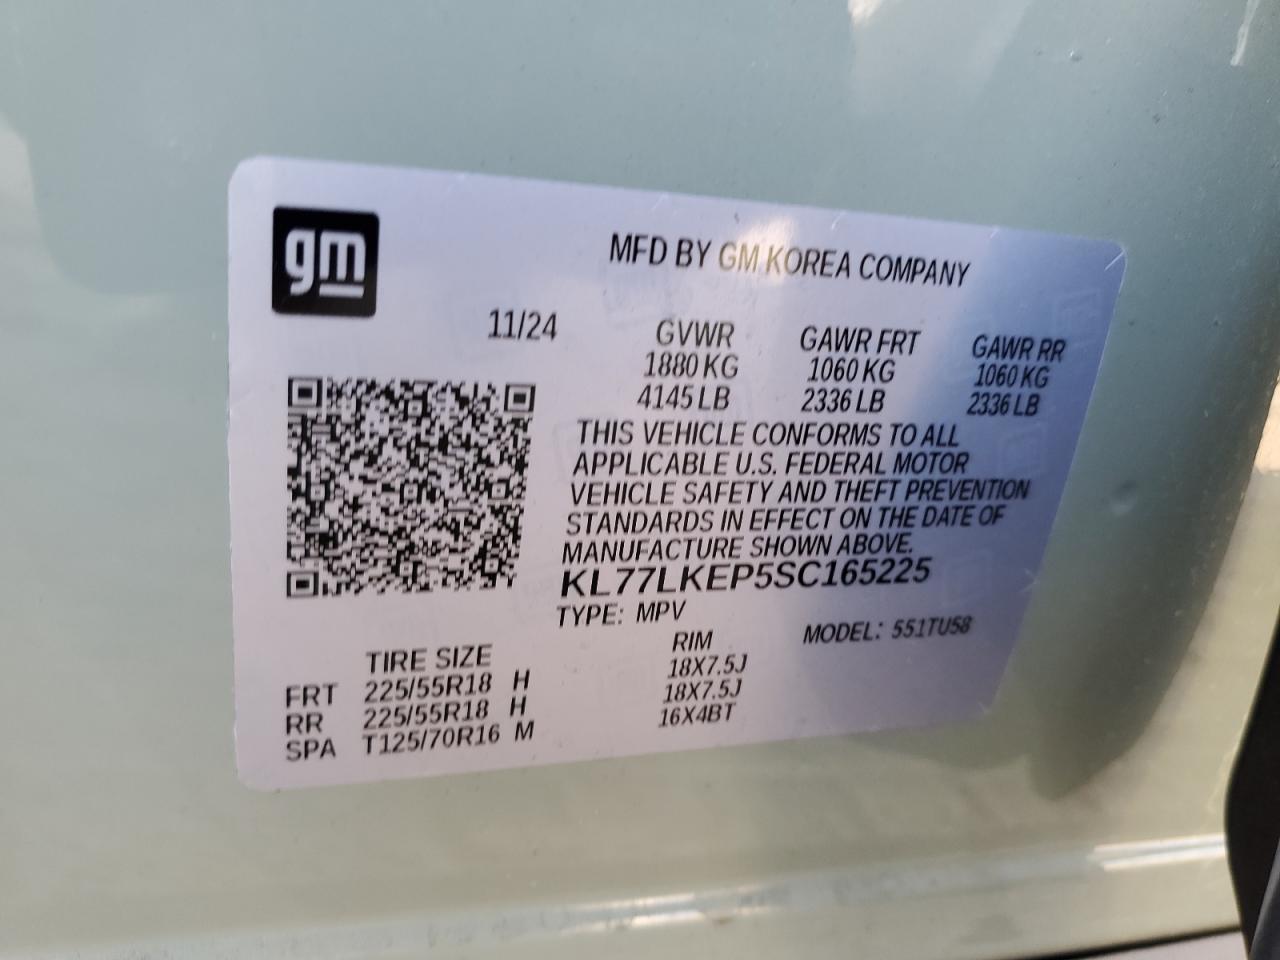 gm
MFD BY GM KOREA COMPANY
11/24 GVWR GAWR FRT GAWR RR
1880 KG 1060 KG 1060 KG
4145 LB 2336 LB 2336 LB
THIS VEHICLE CONFORMS TO ALL
APPLICABLE U.S. FEDERAL MOTOR
VEHICLE SAFETY AND THEFT PREVENTION
STANDARDS IN EFFECT ON THE DATE OF
MANUFACTURE SHOWN ABOVE.
KL77LKEP5SC165225
TYPE: MPV MODEL: 551TU58
TIRE SIZE RIM
FRT 225/55R18 H 18X7.5J
RR 225/55R18 H 18X7.5J
SPA T125/70R16 M 16X4BT